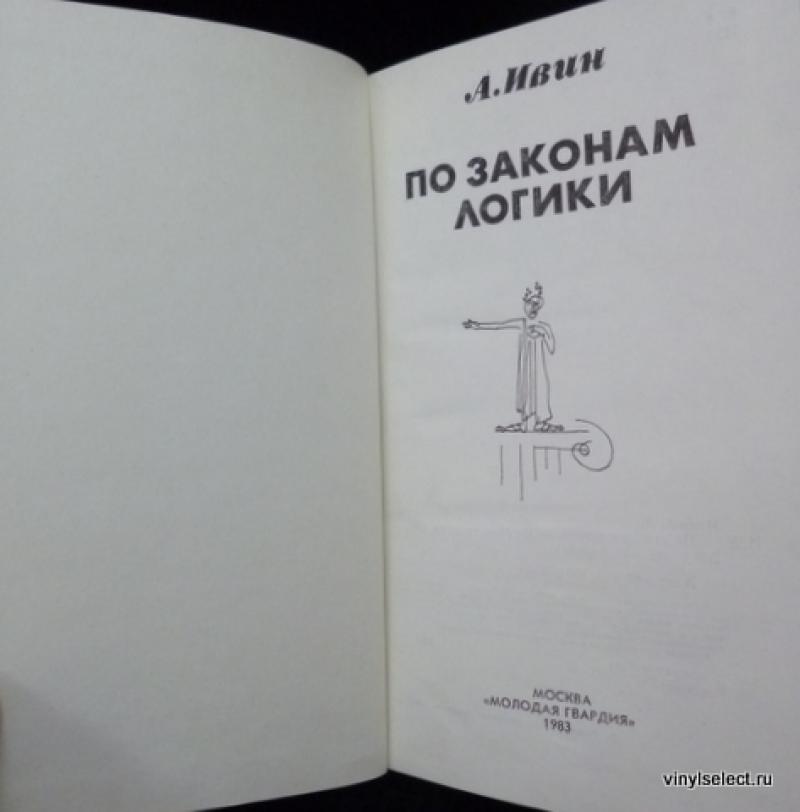 А.Ивин
ПО ЗАКОНАМ
ЛОГИКИ
МОСКВА
«МОЛОДАЯ ГВАРДИЯ»
1983
vinylselect.ru